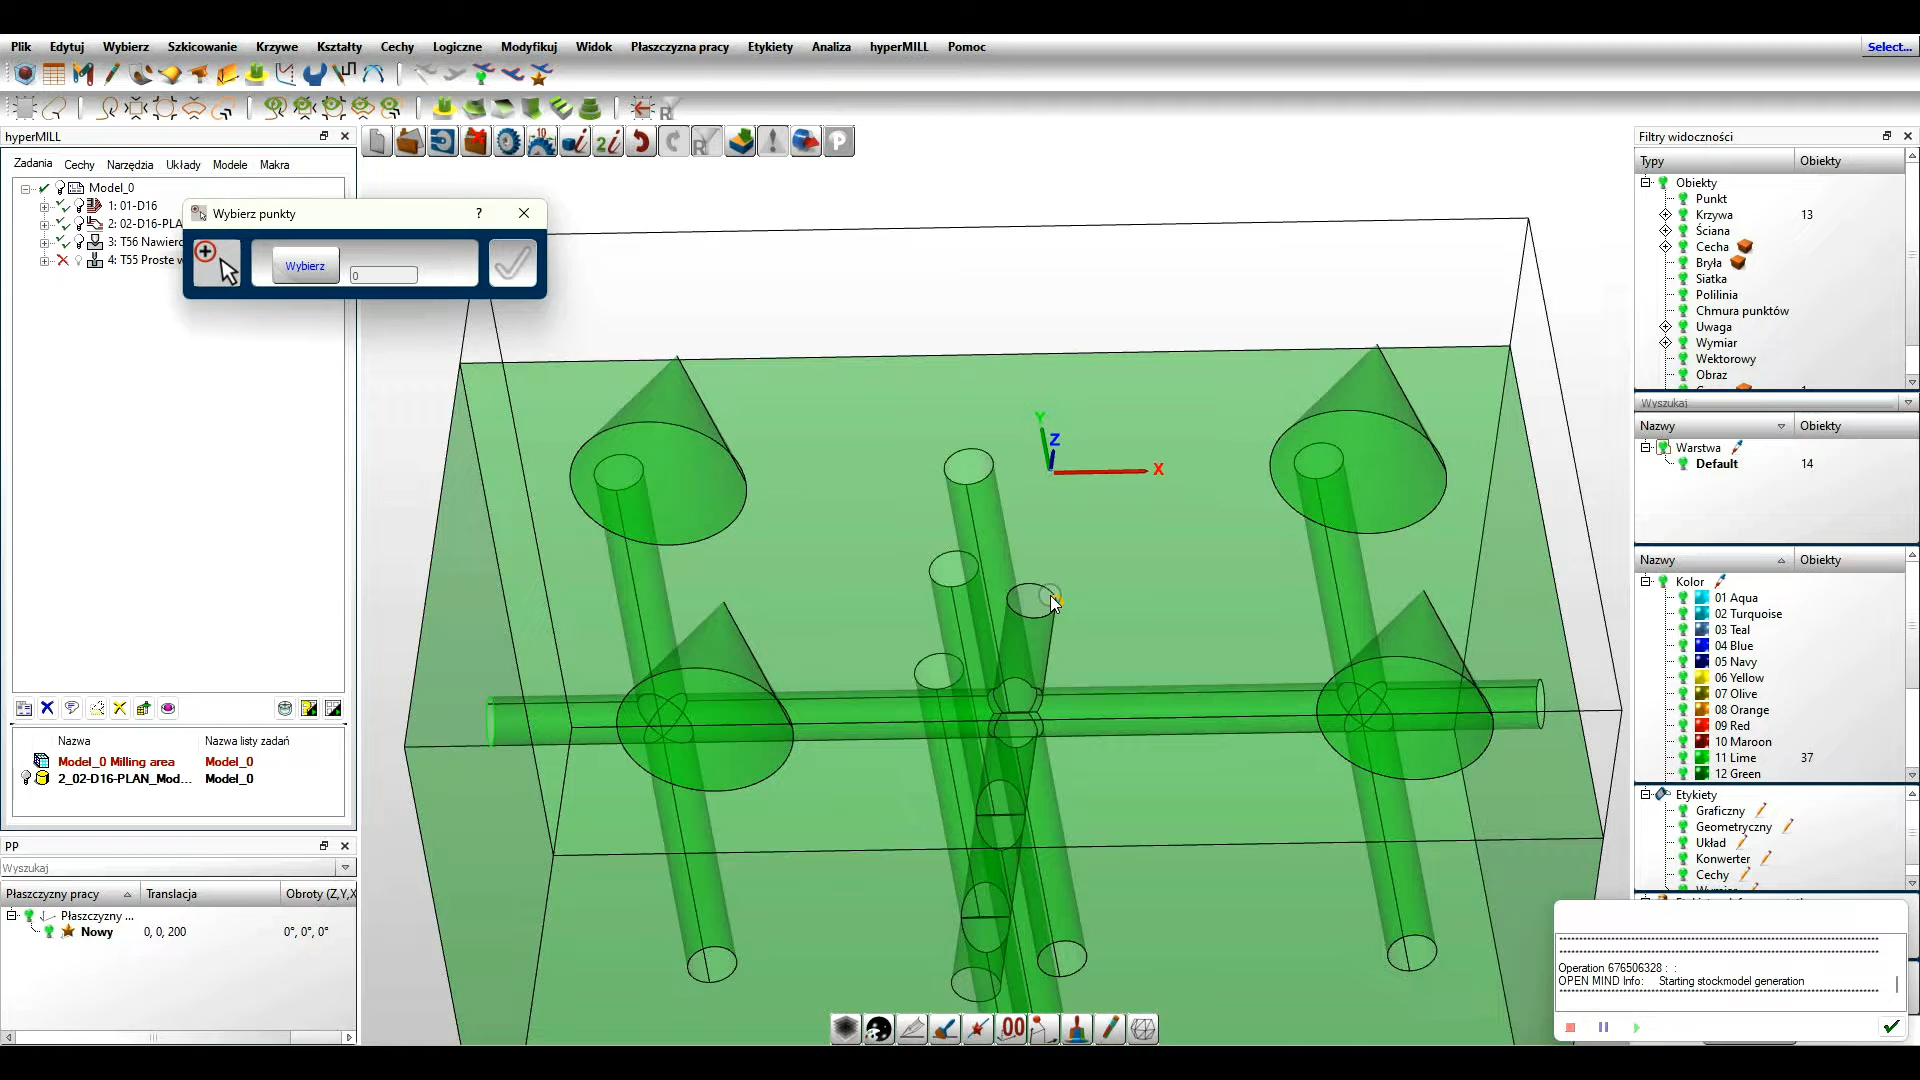 Plik Edytuj Wybierz Szkicowanie Krzywe Kształty Cechy Logiczne Modyfikuj Widok Płaszczyzna pracy Etykiety Analiza hyperMILL Pomoc Select...
hyperMILL
Zadania Cechy Narzędzia Układy Modele Makra
Model_0
1: 01-D16
2: 02-D16-PLA
3: T56 Nawierc
4: T55 Proste w
Wybierz punkty ?
Wybierz
0
Nazwa Nazwa listy zadań
Model_0 Milling area Model_0
2_02-D16-PLAN_Mod... Model_0
PP
Wyszukaj
Płaszczyzny pracy Translacja Obroty (Z,Y,X
Płaszczyzny ...
Nowy 0, 0, 200 0°, 0°, 0°
10
2i
R
P
Y
Z
X
00
Filtry widoczności
Typy Obiekty
Obiekty
Punkt
Krzywa 13
Ściana
Cecha
Bryła
Siatka
Polilinia
Chmura punktów
Uwaga
Wymiar
Wektorowy
Obraz
Wyszukaj
Nazwy Obiekty
Warstwa
Default 14
Nazwy Obiekty
Kolor
01 Aqua
02 Turquoise
03 Teal
04 Blue
05 Navy
06 Yellow
07 Olive
08 Orange
09 Red
10 Maroon
11 Lime 37
12 Green
Etykiety
Graficzny
Geometryczny
Układ
Konwerter
Cechy
Operation 676506328 : :
OPEN MIND Info: Starting stockmodel generation